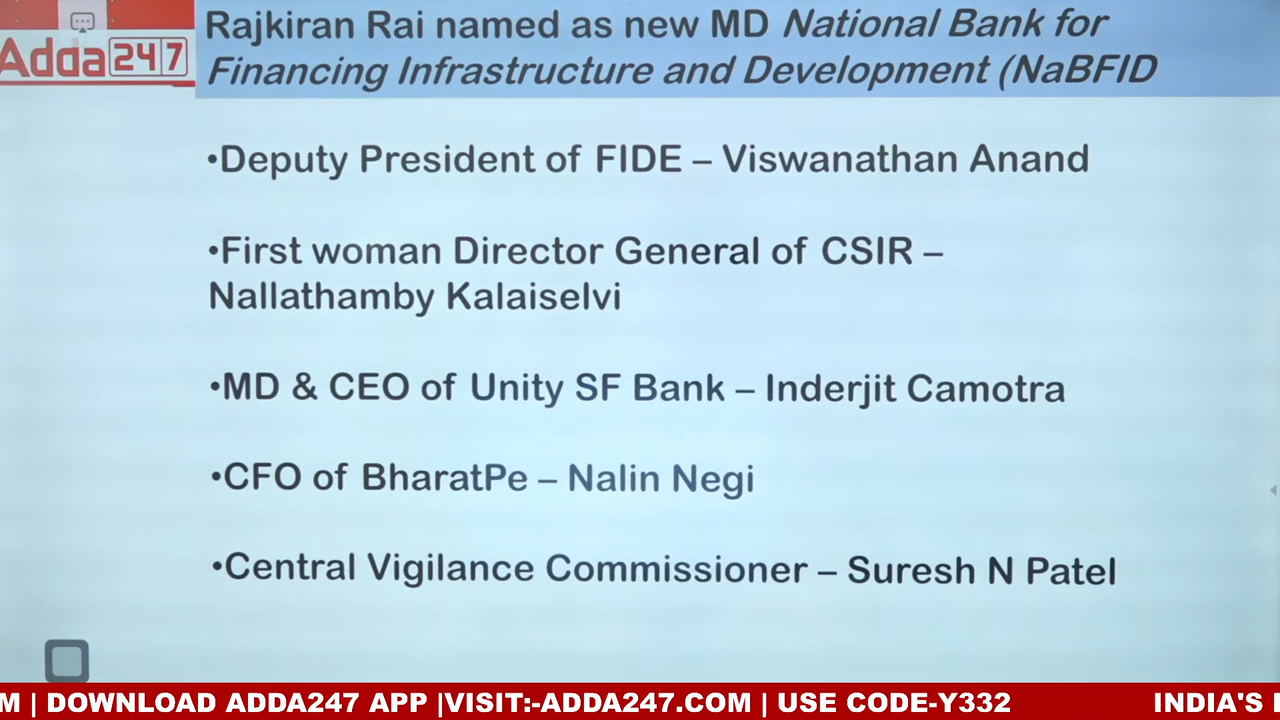 Adda247
Rajkiran Rai named as new MD National Bank for
Financing Infrastructure and Development (NaBFID
•Deputy President of FIDE – Viswanathan Anand
•First woman Director General of CSIR –
Nallathamby Kalaiselvi
•MD & CEO of Unity SF Bank – Inderjit Camotra
•CFO of BharatPe – Nalin Negi
•Central Vigilance Commissioner – Suresh N Patel
M | DOWNLOAD ADDA247 APP |VISIT:-ADDA247.COM | USE CODE-Y332 INDIA'S